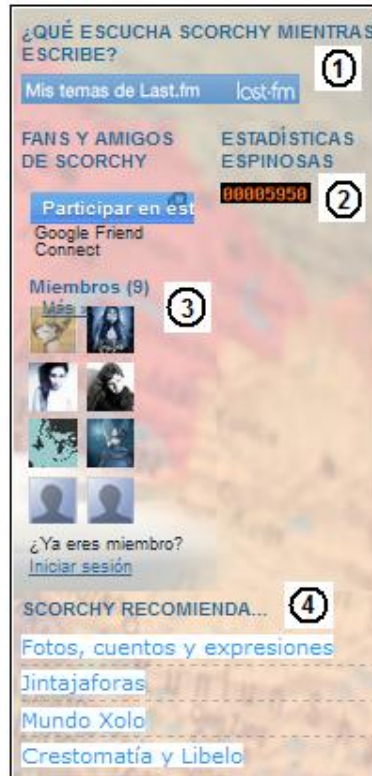 ¿QUÉ ESCUCHA SCORCHY MIENTRAS
ESCRIBE?
1
Mis temas de Last.fm
last.fm
FANS Y AMIGOS
DE SCORCHY
Participar en est
Google Friend
Connect
Miembros (9)
Más »
3
¿Ya eres miembro?
Iniciar sesión
ESTADÍSTICAS
ESPINOSAS
00005950
2
SCORCHY RECOMIENDA...
4
Fotos, cuentos y expresiones
Jintajaforas
Mundo Xolo
Crestomatía y Libelo